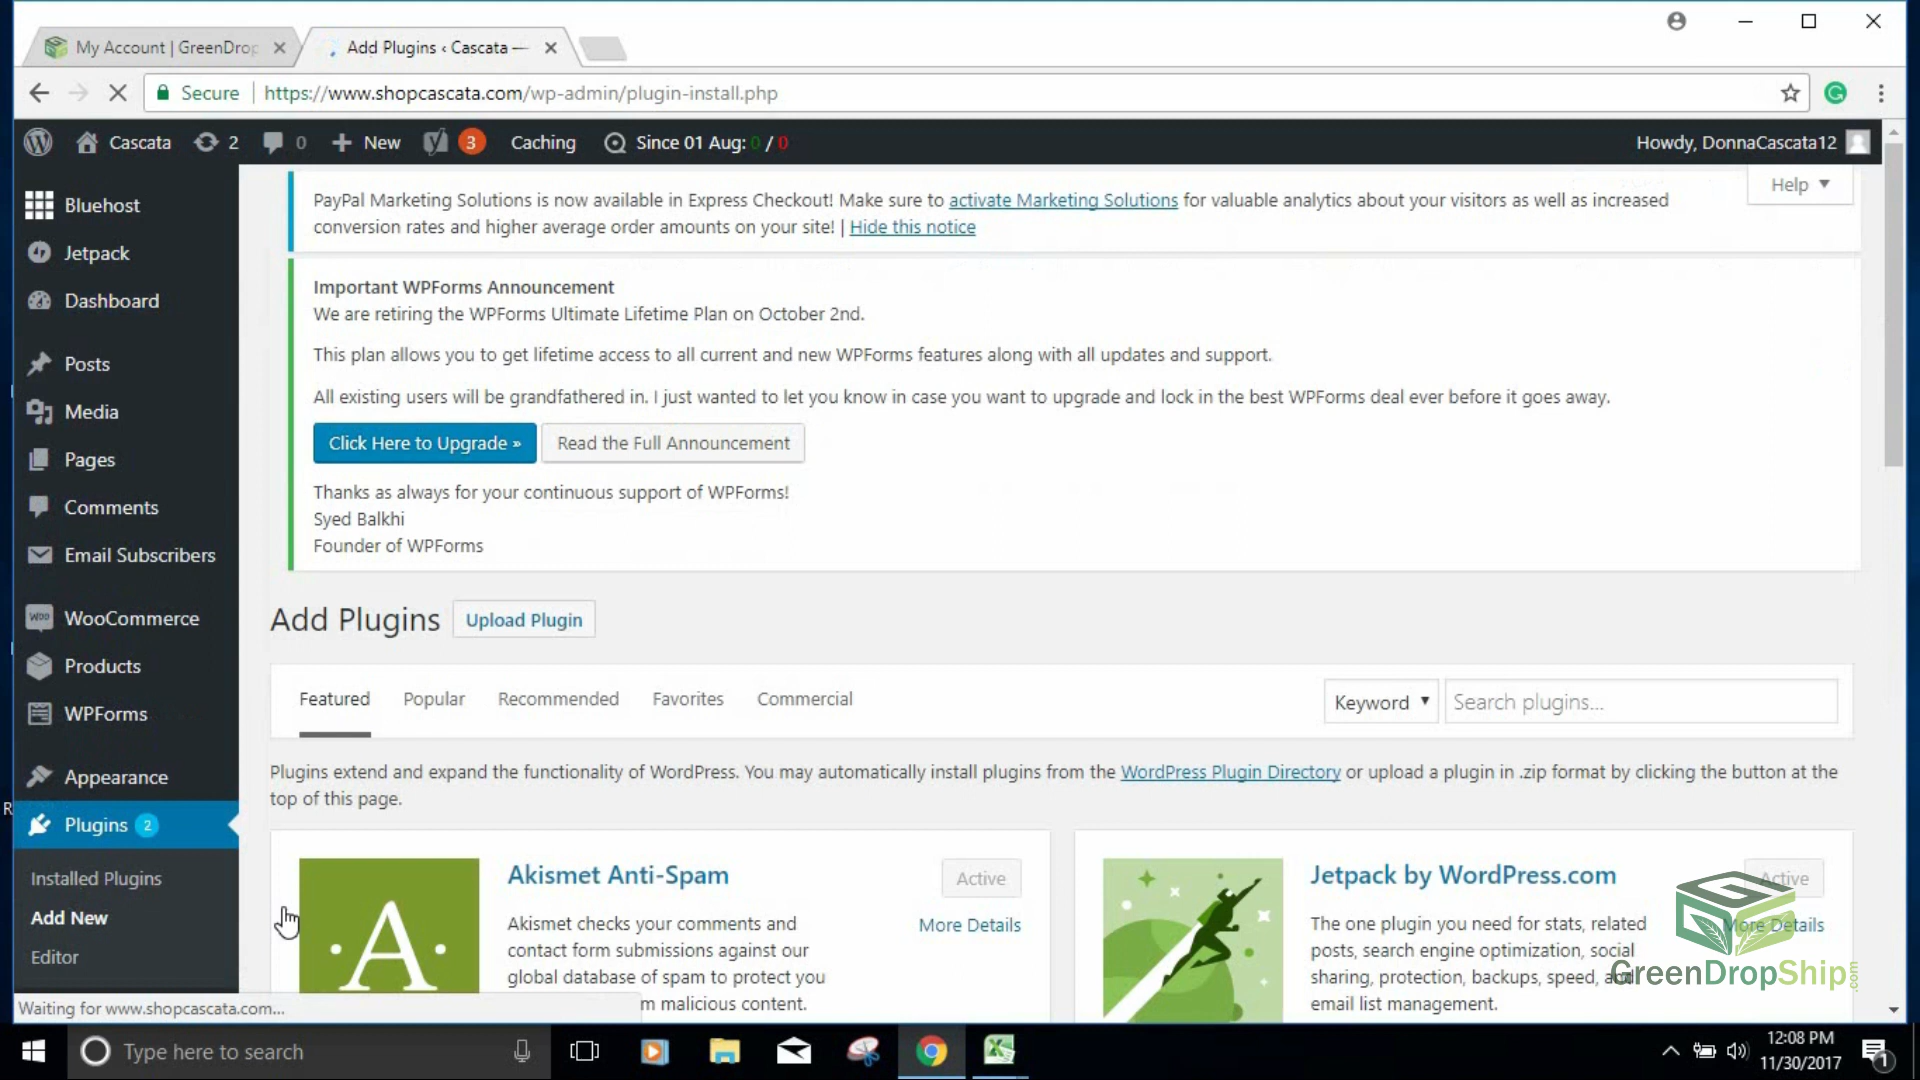 My Account | GreenDrop
Add Plugins ‹ Cascata —
Secure
https://www.shopcascata.com/wp-admin/plugin-install.php
Cascata
2
0
New
3
Caching
Since 01 Aug: 0 / 0
Howdy, DonnaCascata12
Bluehost
Jetpack
Dashboard
Posts
Media
Pages
Comments
Email Subscribers
WooCommerce
Products
WPForms
Appearance
Plugins 2
Installed Plugins
Add New
Editor
Help
PayPal Marketing Solutions is now available in Express Checkout! Make sure to activate Marketing Solutions for valuable analytics about your visitors as well as increased
conversion rates and higher average order amounts on your site! | Hide this notice
Important WPForms Announcement
We are retiring the WPForms Ultimate Lifetime Plan on October 2nd.
This plan allows you to get lifetime access to all current and new WPForms features along with all updates and support.
All existing users will be grandfathered in. I just wanted to let you know in case you want to upgrade and lock in the best WPForms deal ever before it goes away.
Click Here to Upgrade »
Read the Full Announcement
Thanks as always for your continuous support of WPForms!
Syed Balkhi
Founder of WPForms
Add Plugins
Upload Plugin
Featured
Popular
Recommended
Favorites
Commercial
Keyword
Search plugins...
Plugins extend and expand the functionality of WordPress. You may automatically install plugins from the WordPress Plugin Directory or upload a plugin in .zip format by clicking the button at the
top of this page.
A
Akismet Anti-Spam
Active
More Details
Akismet checks your comments and
contact form submissions against our
global database of spam to protect you
m malicious content.
Jetpack by WordPress.com
Active
More Details
The one plugin you need for stats, related
posts, search engine optimization, social
sharing, protection, backups, speed, and
email list management.
GreenDropShip.com
Waiting for www.shopcascata.com...
Type here to search
12:08 PM
11/30/2017
1